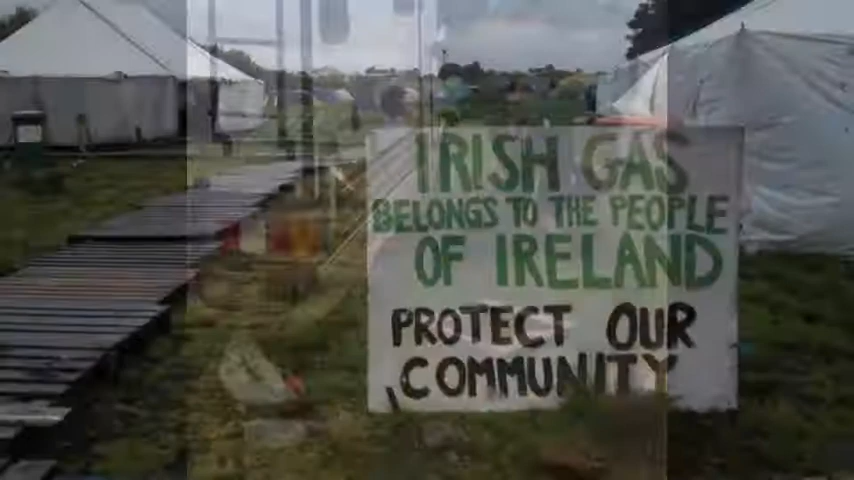 IRISH GAS
BELONGS TO THE PEOPLE
OF IRELAND
PROTECT OUR
COMMUNITY